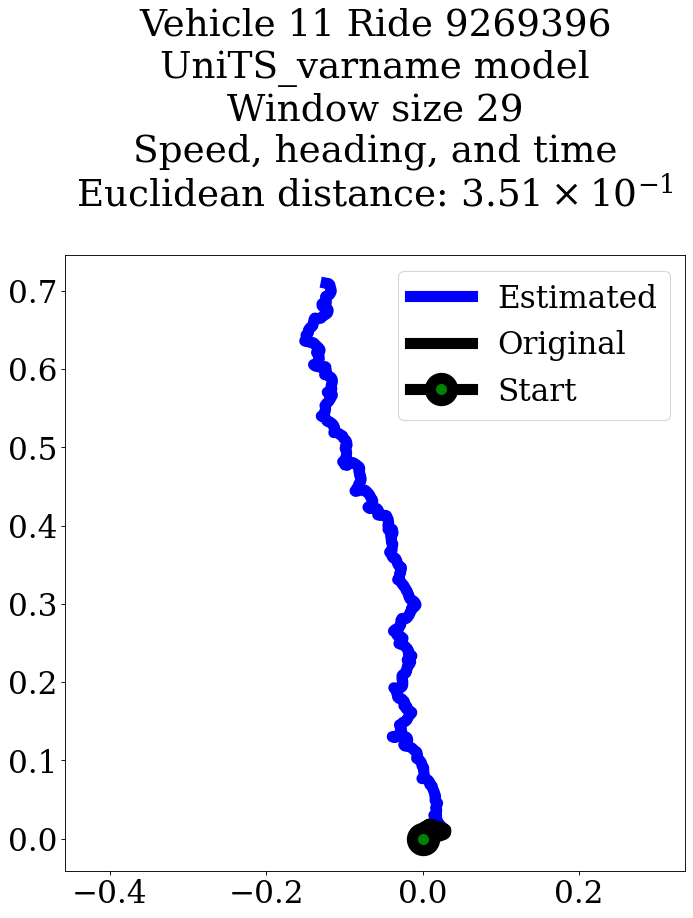 Vehicle 11 Ride 9269396
UniTS_varname model
Window size 29
Speed, heading, and time
Euclidean distance: 3.51 × 10⁻¹
Estimated
Original
Start
0.7
0.6
0.5
0.4
0.3
0.2
0.1
0.0
−0.4 −0.2 0.0 0.2